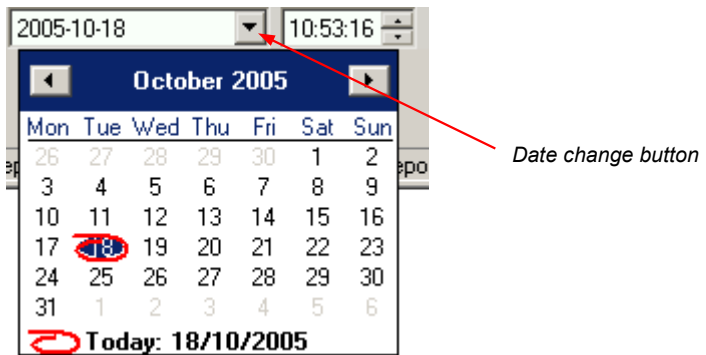 2005-10-18 10:53:16
October 2005
Mon Tue Wed Thu Fri Sat Sun
26 27 28 29 30 1 2
3 4 5 6 7 8 9
10 11 12 13 14 15 16
17 18 19 20 21 22 23
24 25 26 27 28 29 30
31 1 2 3 4 5 6
Today: 18/10/2005
Date change button